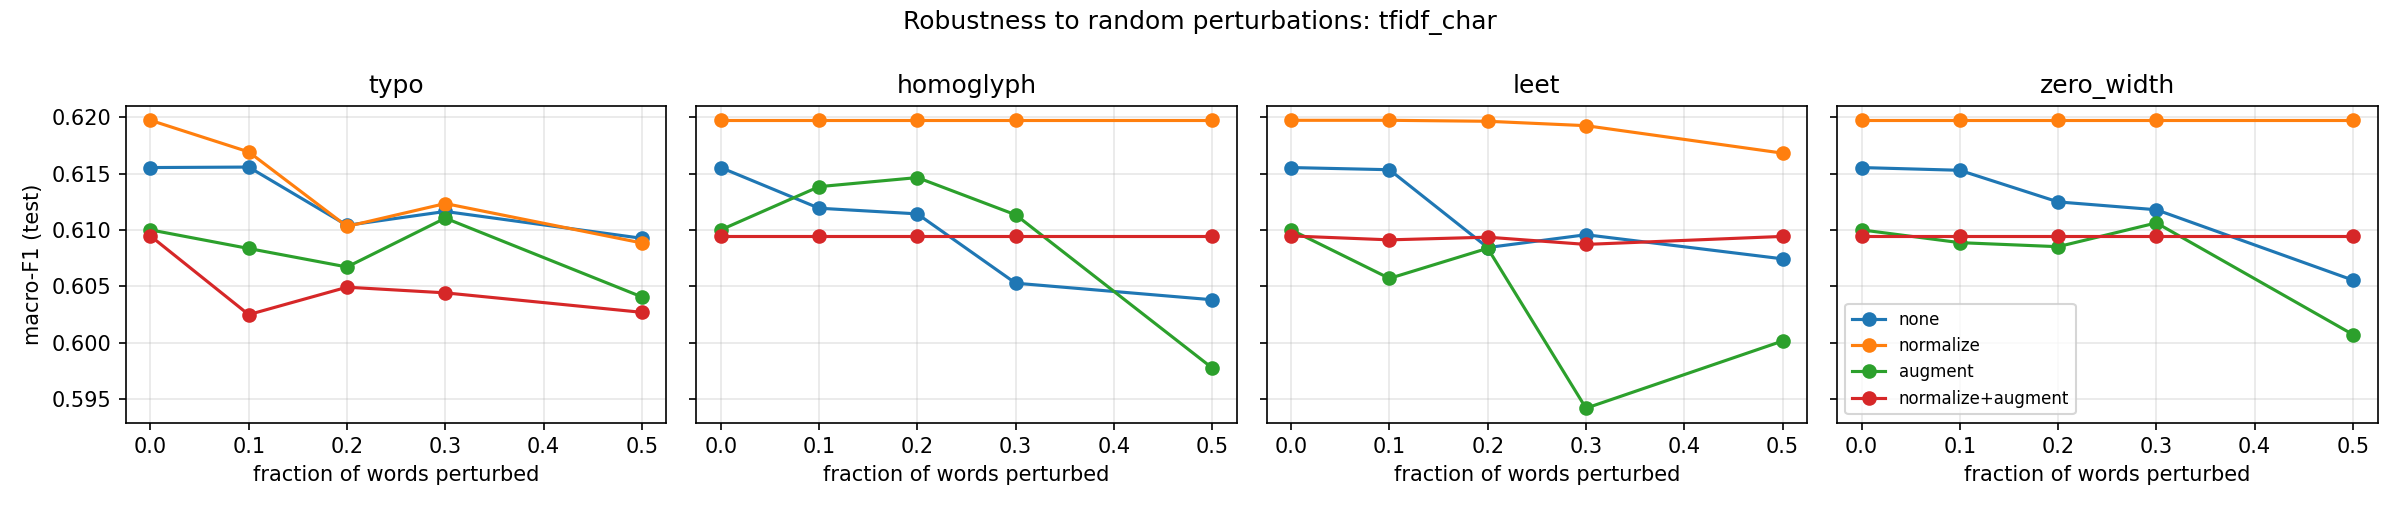 Robustness to random perturbations: tfidf_char
typo
homoglyph
leet
zero_width
macro-F1 (test)
0.620
0.615
0.610
0.605
0.600
0.595
0.0 0.1 0.2 0.3 0.4 0.5
0.0 0.1 0.2 0.3 0.4 0.5
0.0 0.1 0.2 0.3 0.4 0.5
0.0 0.1 0.2 0.3 0.4 0.5
fraction of words perturbed
fraction of words perturbed
fraction of words perturbed
fraction of words perturbed
none
normalize
augment
normalize+augment